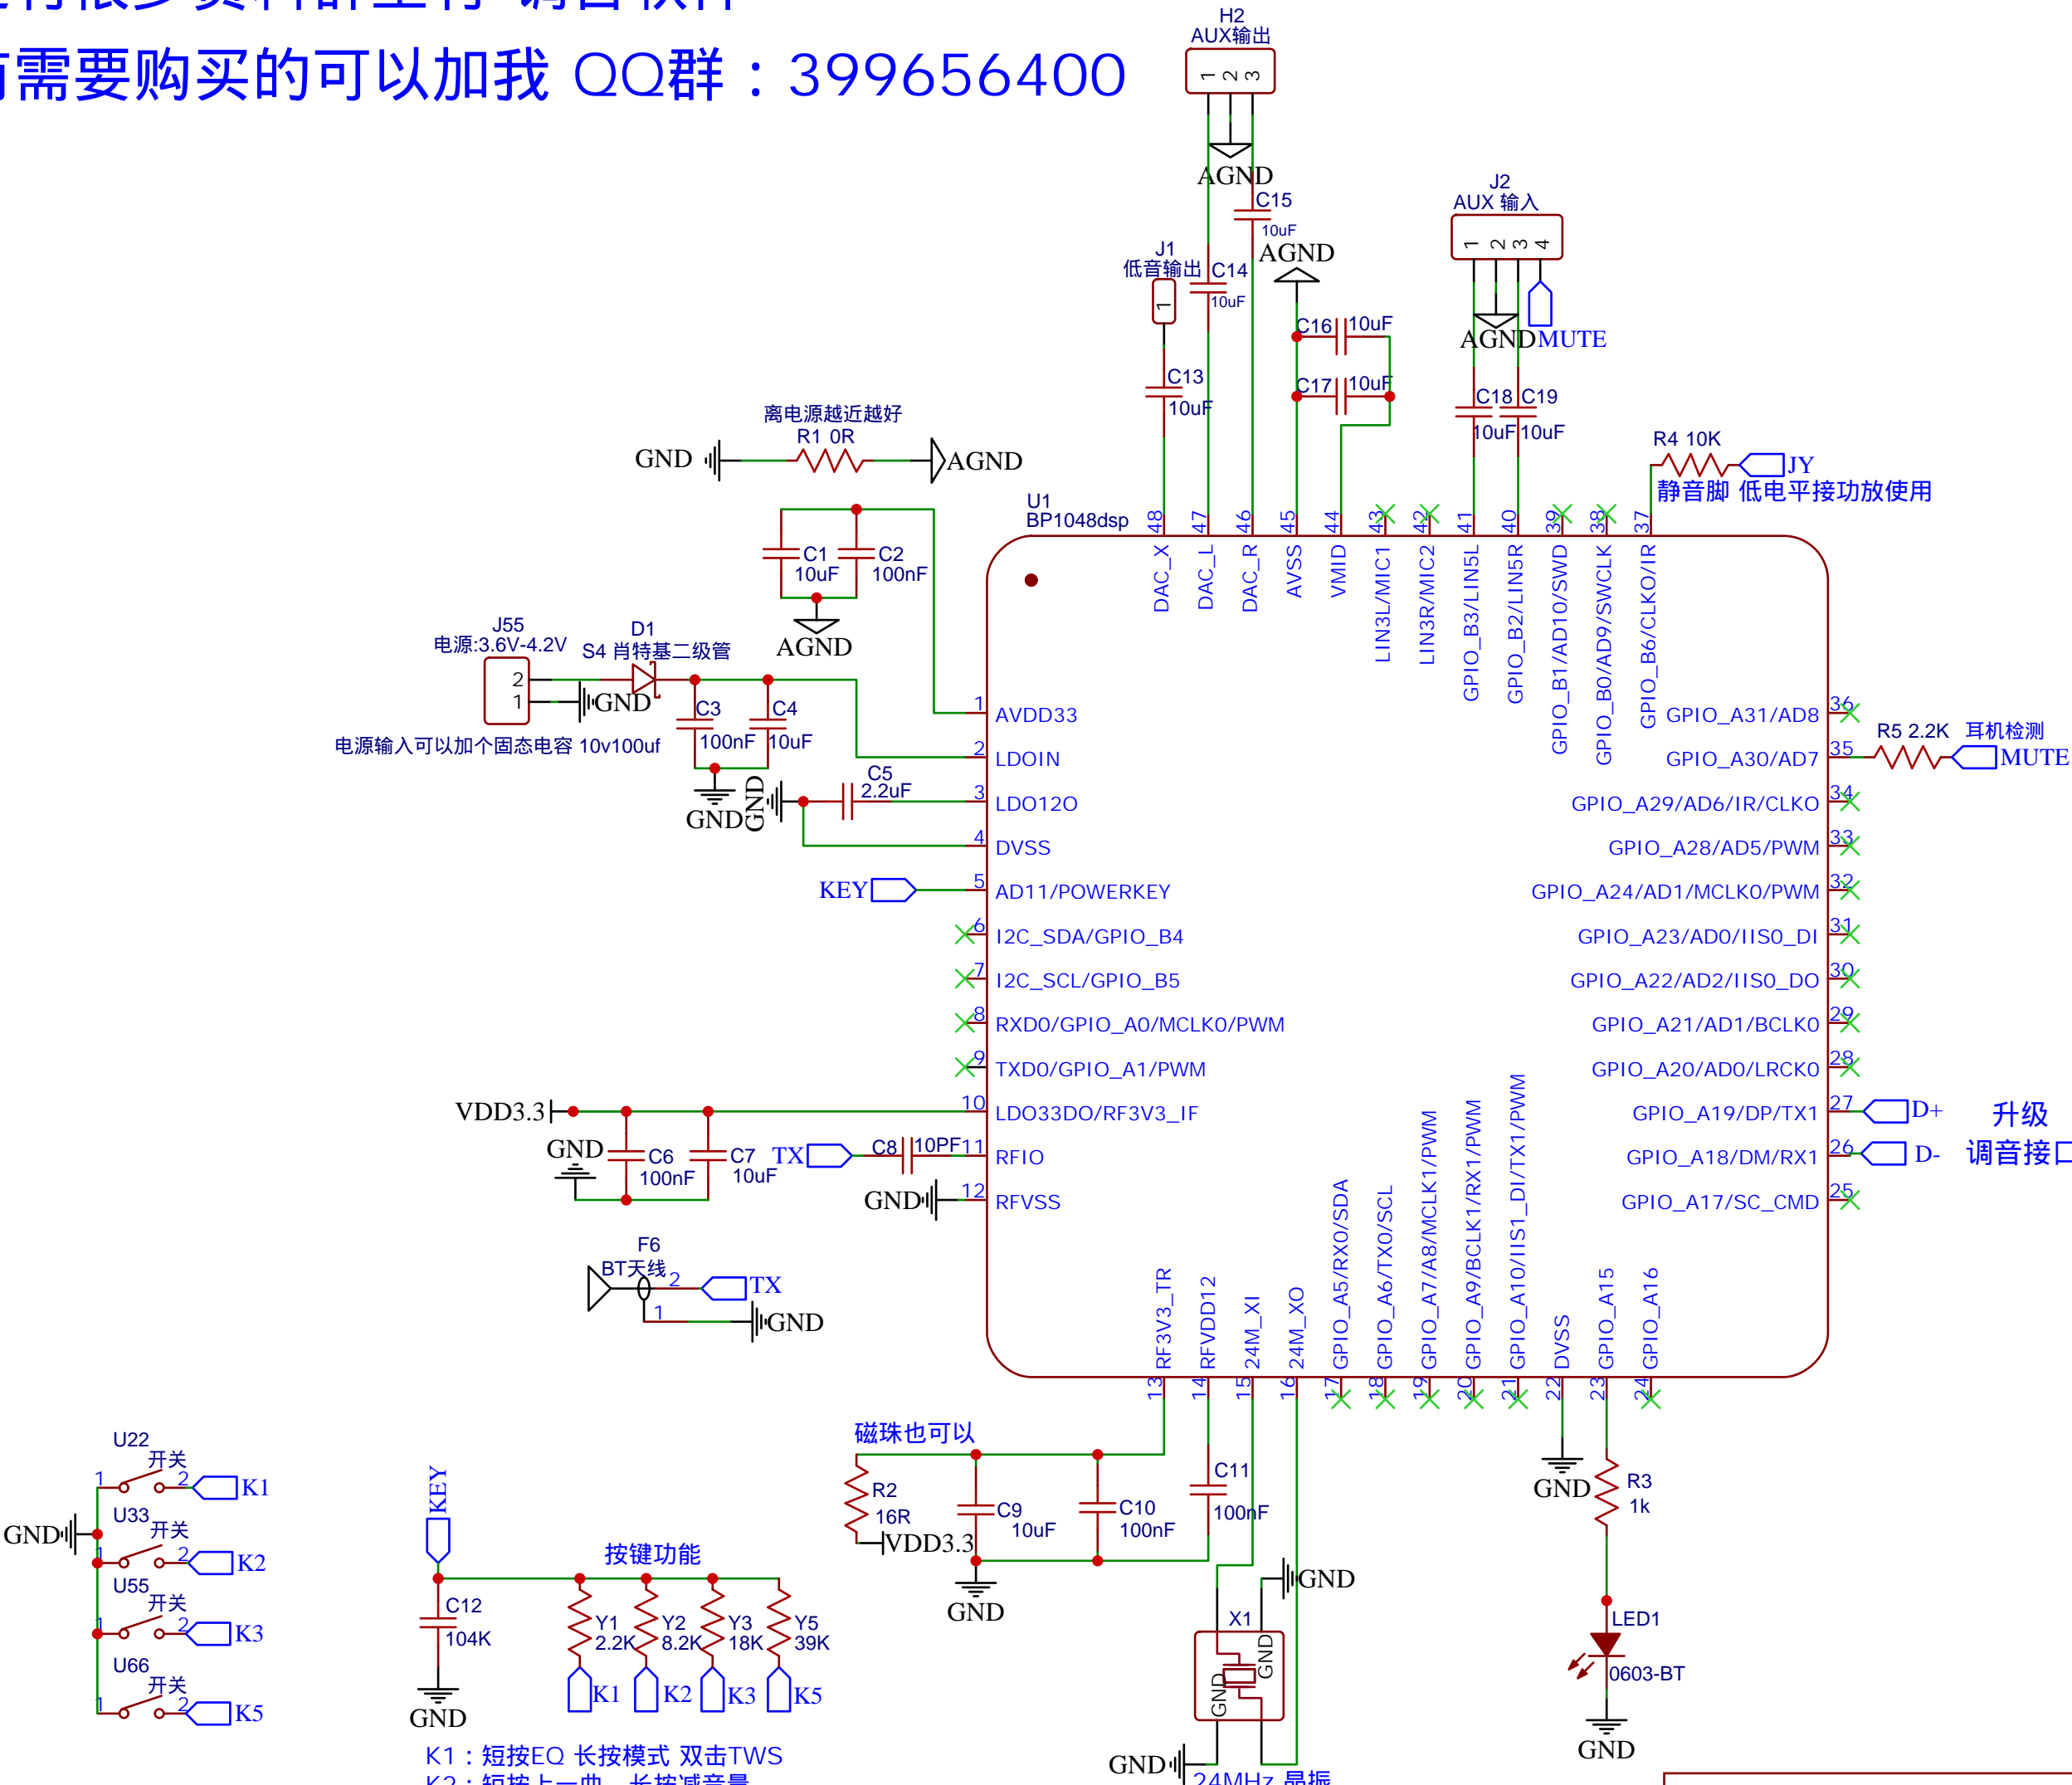 有需要购买的可以加我 QQ群：399656400
H2
AUX输出
1 2 3
AGND
C15
10uF
AGND
J1
低音输出
1
C14
10uF
C13
10uF
C16 10uF
C17 10uF
J2
AUX 输入
1 2 3 4
AGND MUTE
C18 C19
10uF 10uF
R4 10K
JY
静音脚 低电平接功放使用
离电源越近越好
R1 0R
GND AGND
C1 C2
10uF 100nF
AGND
J55
电源:3.6V-4.2V
2
1
GND
D1
S4 肖特基二级管
C3 C4
100nF 10uF
GND
电源输入可以加个固态电容 10v100uf
C5
2.2uF
GND
KEY
U1
BP1048dsp
48 DAC_X
47 DAC_L
46 DAC_R
45 AVSS
44 VMID
43 LIN3L/MIC1
42 LIN3R/MIC2
41 GPIO_B3/LIN5L
40 GPIO_B2/LIN5R
39 GPIO_B1/AD10/SWD
38 GPIO_B0/AD9/SWCLK
37 GPIO_B6/CLKO/IR
1 AVDD33
2 LDOIN
3 LDO12O
4 DVSS
5 AD11/POWERKEY
6 I2C_SDA/GPIO_B4
7 I2C_SCL/GPIO_B5
8 RXD0/GPIO_A0/MCLK0/PWM
9 TXD0/GPIO_A1/PWM
10 LDO33DO/RF3V3_IF
11 RFIO
12 RFVSS
GPIO_A31/AD8 36
GPIO_A30/AD7 35
GPIO_A29/AD6/IR/CLKO 34
GPIO_A28/AD5/PWM 33
GPIO_A24/AD1/MCLK0/PWM 32
GPIO_A23/AD0/IIS0_DI 31
GPIO_A22/AD2/IIS0_DO 30
GPIO_A21/AD1/BCLK0 29
GPIO_A20/AD0/LRCK0 28
GPIO_A19/DP/TX1 27
GPIO_A18/DM/RX1 26
GPIO_A17/SC_CMD 25
R5 2.2K 耳机检测
MUTE
D+ 升级
D- 调音接口
VDD3.3
GND
C6 C7
100nF 10uF
TX C8 10PF
GND
F6
BT天线
2 TX
1 GND
13 RF3V3_TR
14 RFVDD12
15 24M_XI
16 24M_XO
17 GPIO_A5/RX0/SDA
18 GPIO_A6/TX0/SCL
19 GPIO_A7/A8/MCLK1/PWM
20 GPIO_A9/BCLK1/RX1/PWM
21 GPIO_A10/IIS1_DI/TX1/PWM
22 DVSS
23 GPIO_A15
24 GPIO_A16
磁珠也可以
R2
16R
VDD3.3
C9
10uF
C10
100nF
C11
100nF
GND
GND
X1
GND
GND
GND
24MHz 晶振
GND
R3
1k
LED1
0603-BT
GND
U22
开关
1 2 K1
U33
开关
GND
1 2 K2
U55
开关
1 2 K3
U66
开关
1 2 K5
KEY
按键功能
C12
104K
GND
Y1 Y2 Y3 Y5
2.2K 8.2K 18K 39K
K1 K2 K3 K5
K1：短按EQ 长按模式 双击TWS
K2：短按上一曲 长按减音量